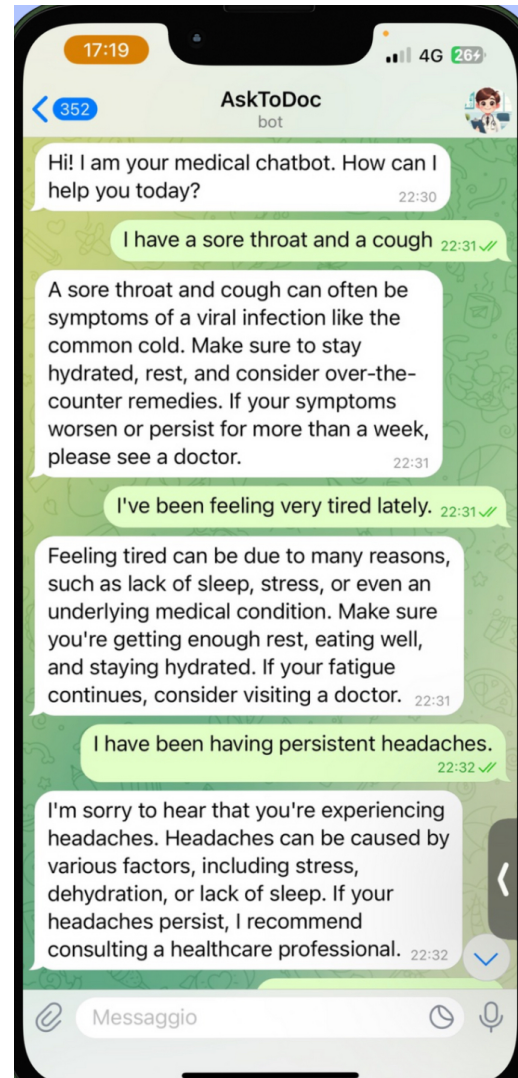 17:19
4G 26
352
AskToDoc
bot
Hi! I am your medical chatbot. How can I
help you today?
22:30
I have a sore throat and a cough 22:31
A sore throat and cough can often be
symptoms of a viral infection like the
common cold. Make sure to stay
hydrated, rest, and consider over-the-
counter remedies. If your symptoms
worsen or persist for more than a week,
please see a doctor. 22:31
I've been feeling very tired lately. 22:31
Feeling tired can be due to many reasons,
such as lack of sleep, stress, or even an
underlying medical condition. Make sure
you're getting enough rest, eating well,
and staying hydrated. If your fatigue
continues, consider visiting a doctor. 22:31
I have been having persistent headaches.
22:32
I'm sorry to hear that you're experiencing
headaches. Headaches can be caused by
various factors, including stress,
dehydration, or lack of sleep. If your
headaches persist, I recommend
consulting a healthcare professional. 22:32
Messaggio